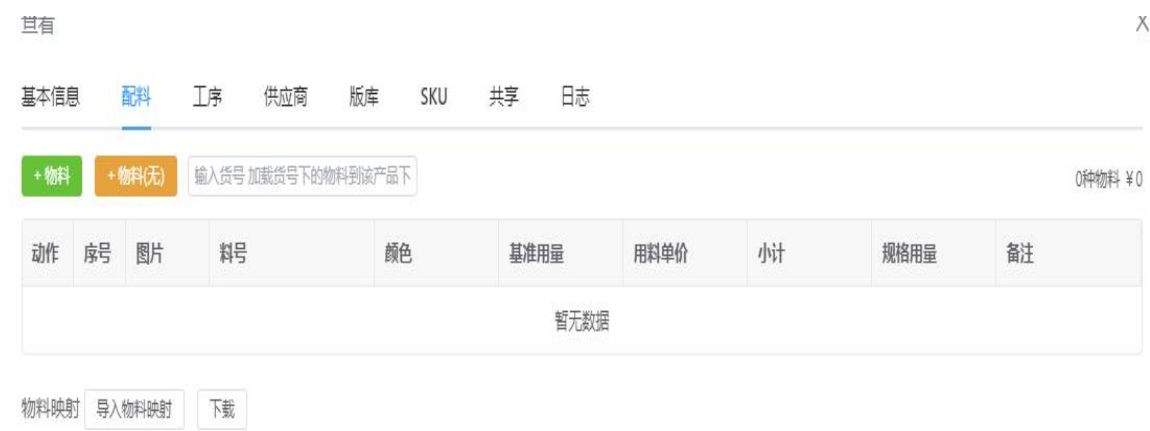 查看 X
基本信息 配料 工序 供应商 版库 SKU 共享 日志
+ 物料 + 物料(无) 输入货号 加载货号下的物料到该产品下 0种物料 ¥0
动作 序号 图片 料号 颜色 基准用量 用料单价 小计 规格用量 备注
暂无数据
物料映射 导入物料映射 下载